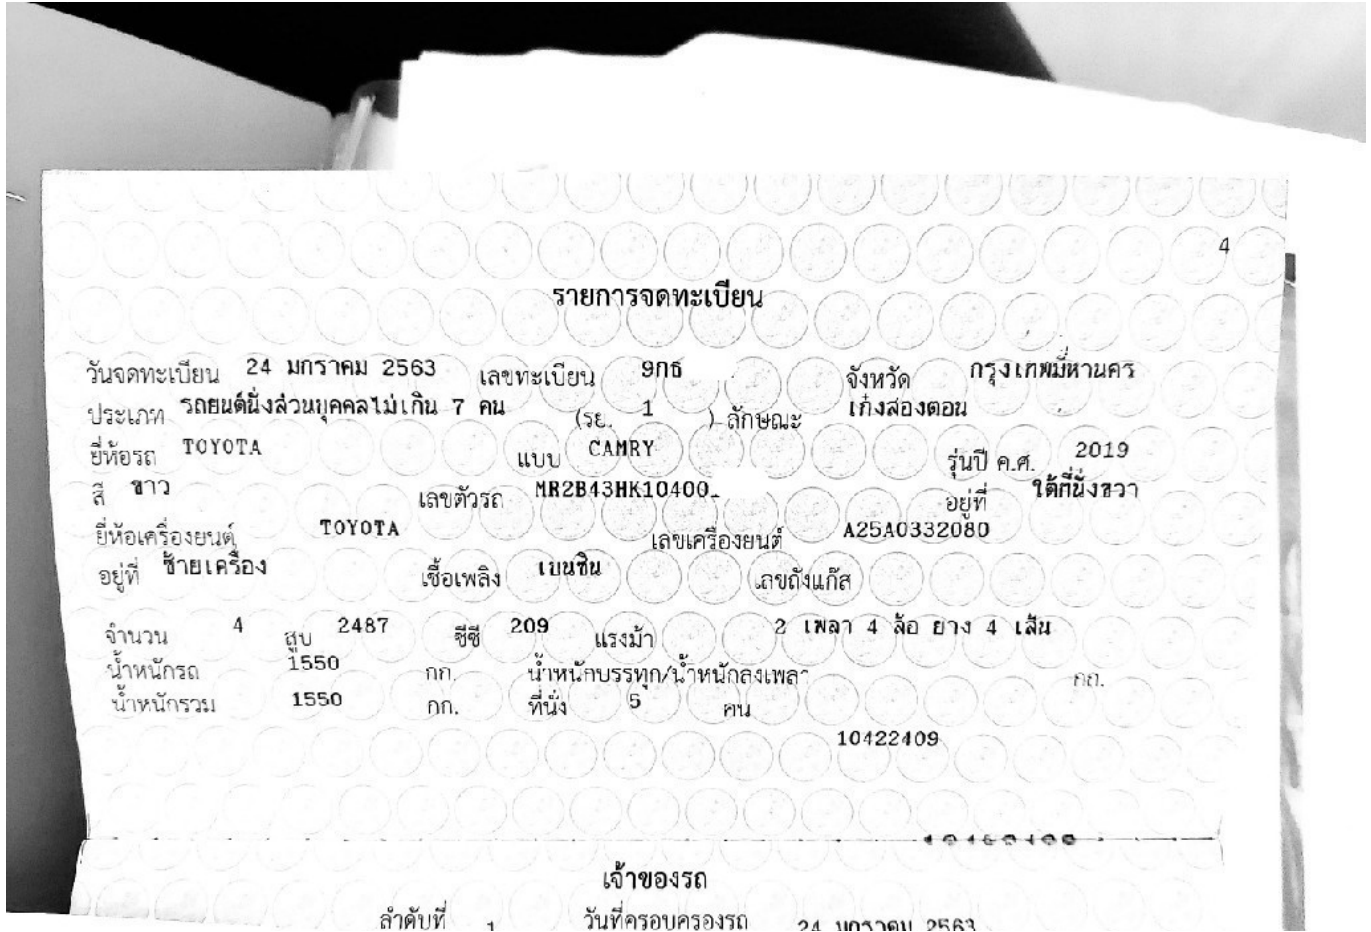 4
รายการจดทะเบียน
วันจดทะเบียน 24 มกราคม 2563 เลขทะเบียน 9กธ จังหวัด กรุงเทพมหานคร
ประเภท รถยนต์นั่งส่วนบุคคลไม่เกิน 7 คน (รย. 1 ) ลักษณะ เก๋งสองตอน
ยี่ห้อรถ TOYOTA แบบ CAMRY รุ่นปี ค.ศ. 2019
สี ขาว เลขตัวรถ MR2B43HK10400 อยู่ที่ ใต้ที่นั่งขวา
ยี่ห้อเครื่องยนต์ TOYOTA เลขเครื่องยนต์ A25A0332080
อยู่ที่ ซ้ายเครื่อง เชื้อเพลิง เบนซิน เลขถังแก๊ส
จำนวน 4 สูบ 2487 ซีซี 209 แรงม้า 2 เพลา 4 ล้อ ยาง 4 เส้น
น้ำหนักรถ 1550 กก. น้ำหนักบรรทุก/น้ำหนักลงเพลา กก.
น้ำหนักรวม 1550 กก. ที่นั่ง 5 คน
10422409
เจ้าของรถ
ลำดับที่ 1 วันที่ครอบครองรถ 24 มกราคม 2563